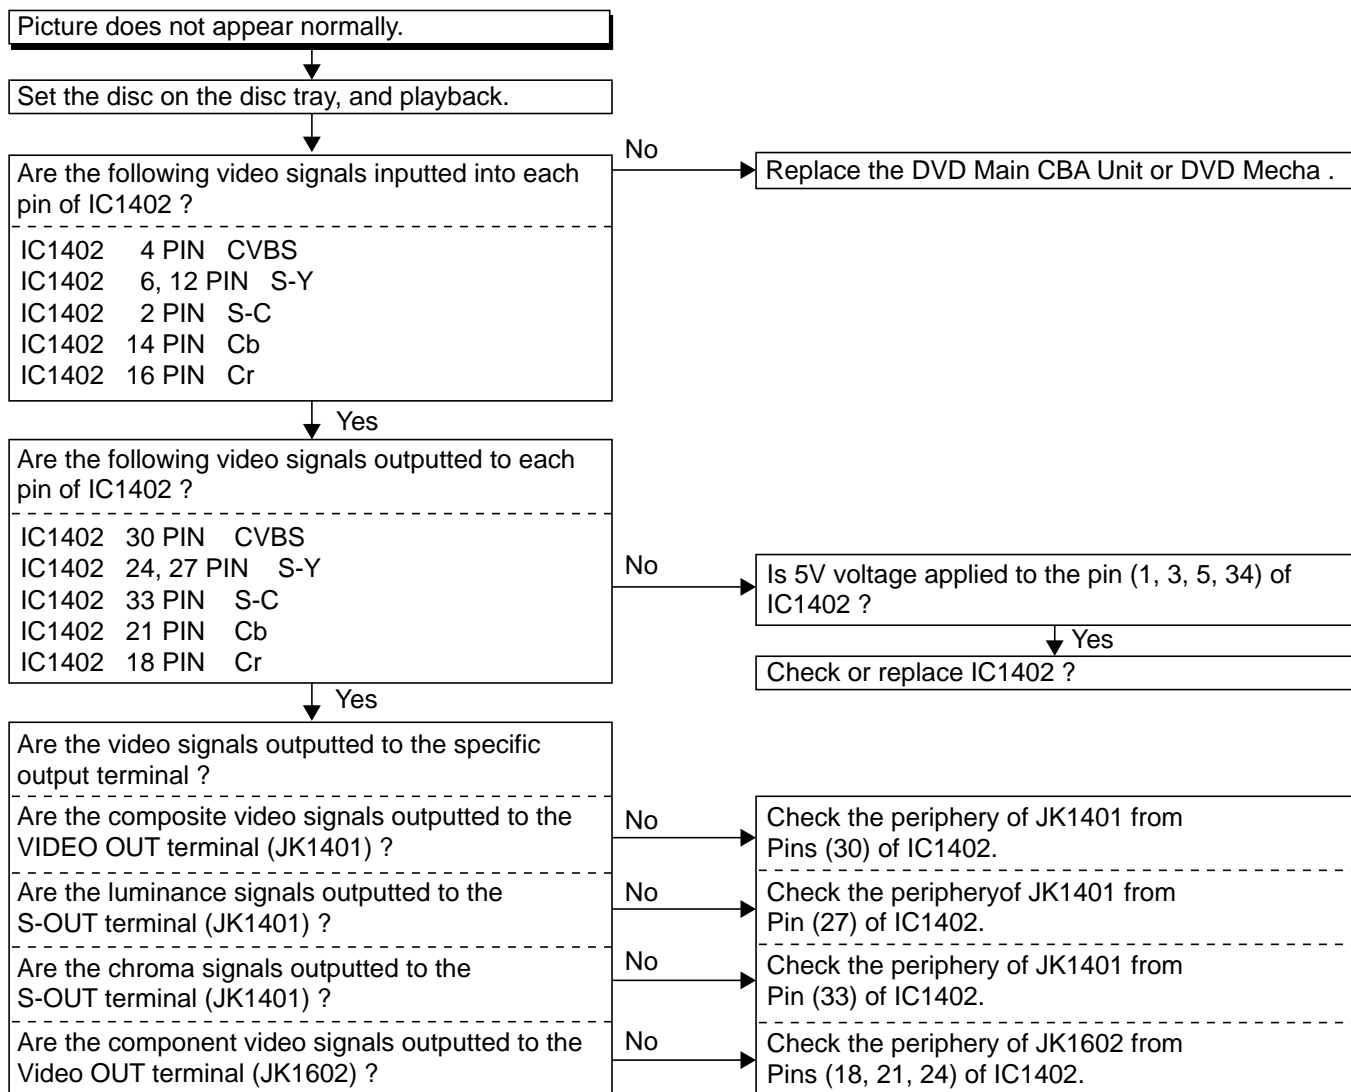 Picture does not appear normally.
Set the disc on the disc tray, and playback.
Are the following video signals inputted into each
pin of IC1402 ?
No
Replace the DVD Main CBA Unit or DVD Mecha .
IC1402 4 PIN CVBS
IC1402 6, 12 PIN S-Y
IC1402 2 PIN S-C
IC1402 14 PIN Cb
IC1402 16 PIN Cr
Yes
Are the following video signals outputted to each
pin of IC1402 ?
IC1402 30 PIN CVBS
IC1402 24, 27 PIN S-Y
IC1402 33 PIN S-C
IC1402 21 PIN Cb
IC1402 18 PIN Cr
No
Is 5V voltage applied to the pin (1, 3, 5, 34) of
IC1402 ?
Yes
Check or replace IC1402 ?
Yes
Are the video signals outputted to the specific
output terminal ?
Are the composite video signals outputted to the
VIDEO OUT terminal (JK1401) ?
No
Check the periphery of JK1401 from
Pins (30) of IC1402.
Are the luminance signals outputted to the
S-OUT terminal (JK1401) ?
No
Check the peripheryof JK1401 from
Pin (27) of IC1402.
Are the chroma signals outputted to the
S-OUT terminal (JK1401) ?
No
Check the periphery of JK1401 from
Pin (33) of IC1402.
Are the component video signals outputted to the
Video OUT terminal (JK1602) ?
No
Check the periphery of JK1602 from
Pins (18, 21, 24) of IC1402.